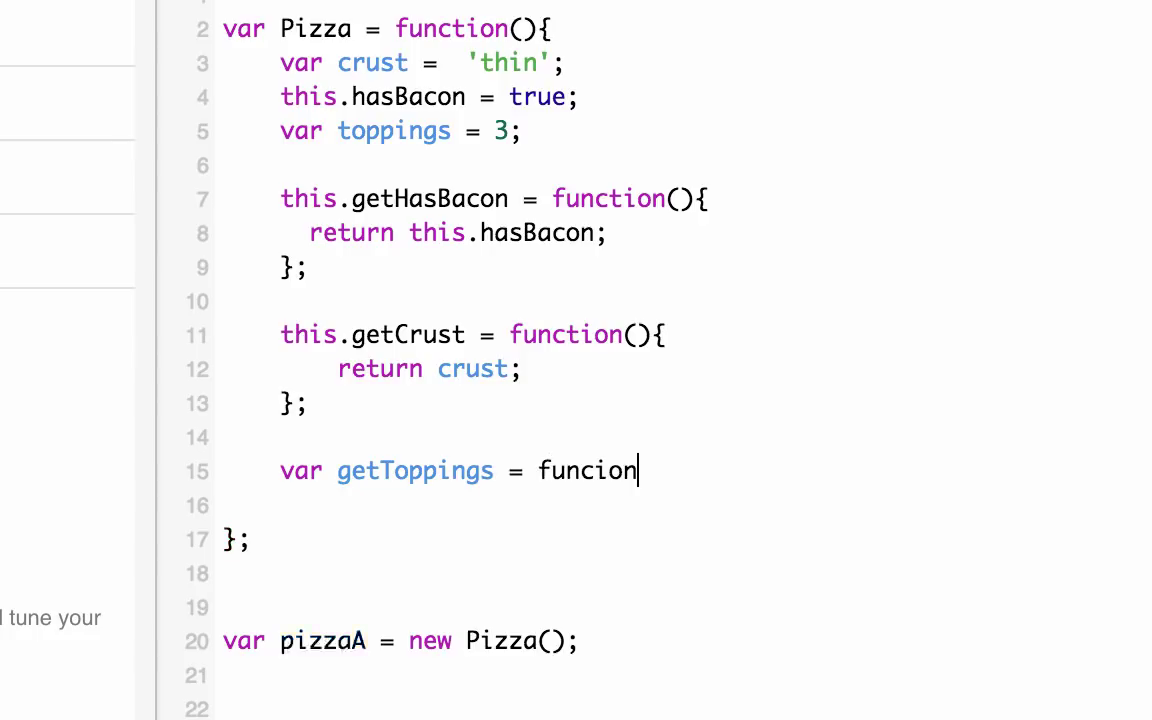 2 var Pizza = function(){
3 var crust =  'thin';
4 this.hasBacon = true;
5 var toppings = 3;
6
7 this.getHasBacon = function(){
8 return this.hasBacon;
9 };
10
11 this.getCrust = function(){
12 return crust;
13 };
14
15 var getToppings = funcion
16
17 };
18
19
l tune your
20 var pizzaA = new Pizza();
21
22